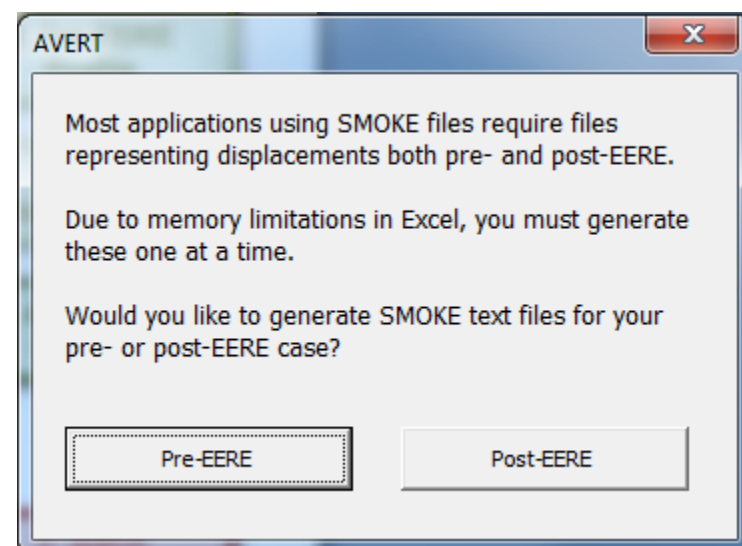 AVERT
Most applications using SMOKE files require files
representing displacements both pre- and post-EERE.
Due to memory limitations in Excel, you must generate
these one at a time.
Would you like to generate SMOKE text files for your
pre- or post-EERE case?
Pre-EERE
Post-EERE